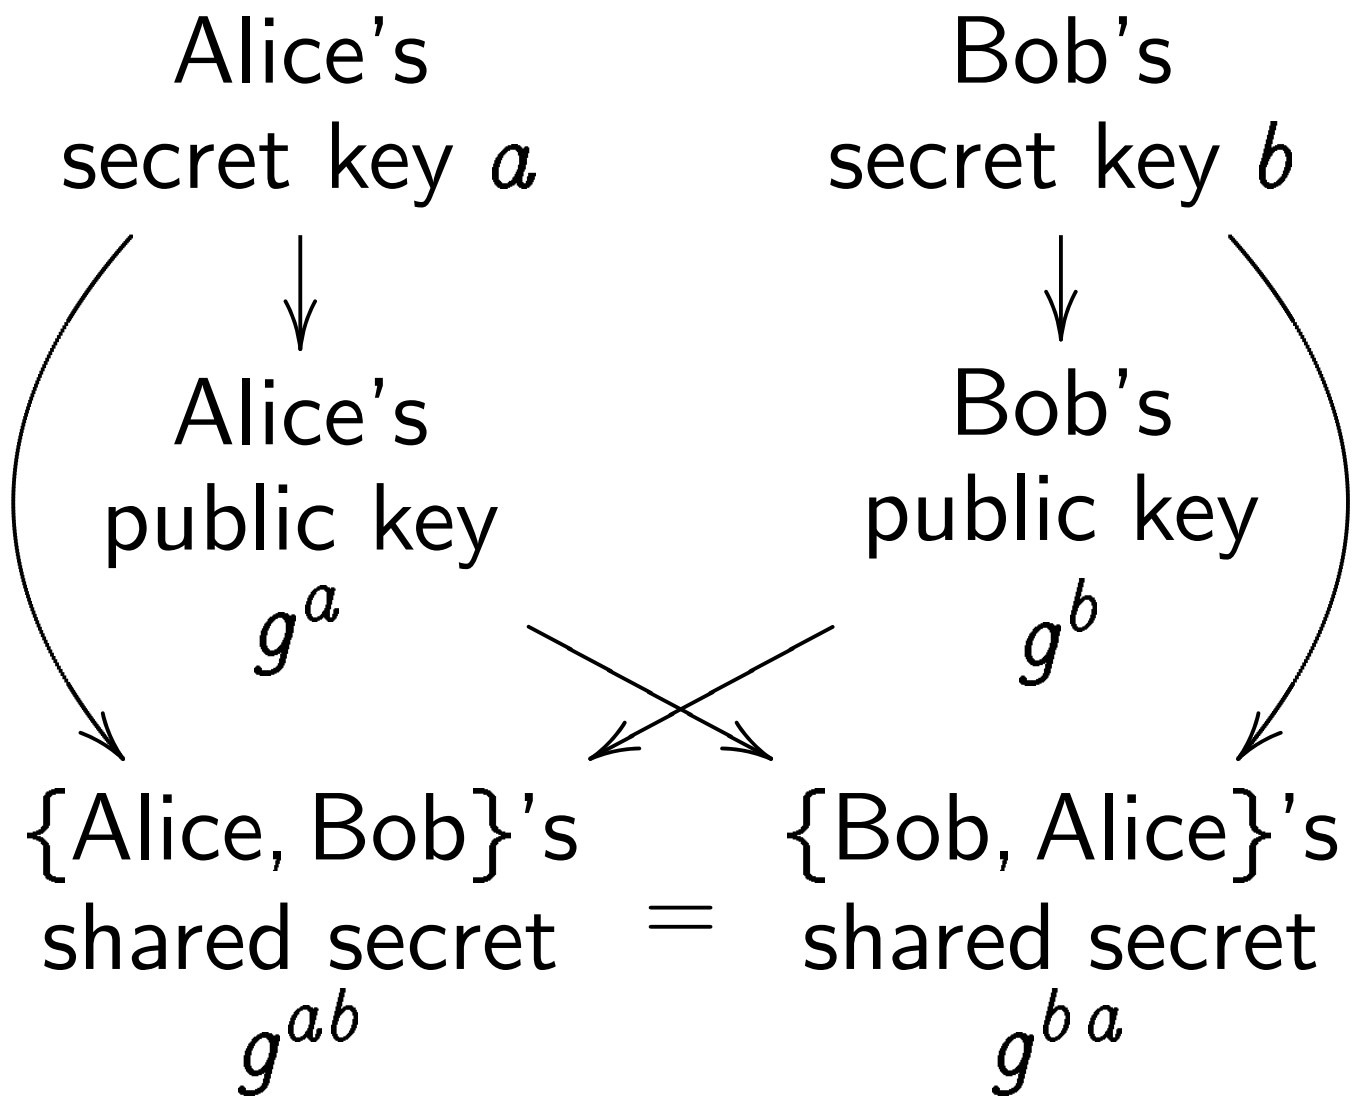 Alice's
secret key a
Bob's
secret key b
Alice's
public key
g^a
Bob's
public key
g^b
{Alice, Bob}'s
shared secret
g^{ab}
=
{Bob, Alice}'s
shared secret
g^{ba}